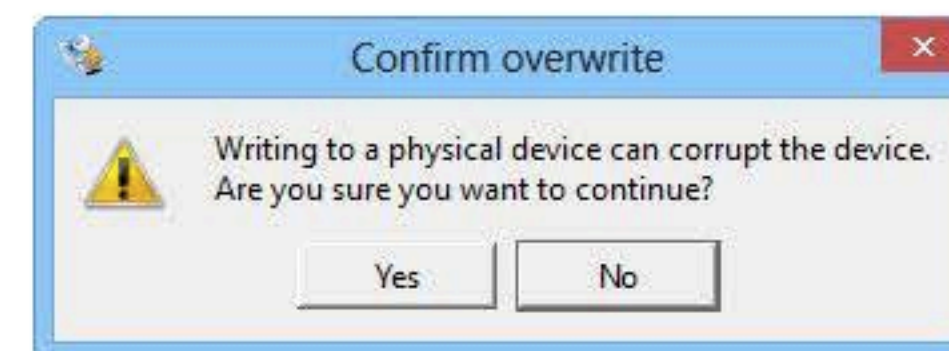 Confirm overwrite
Writing to a physical device can corrupt the device.
Are you sure you want to continue?
Yes
No